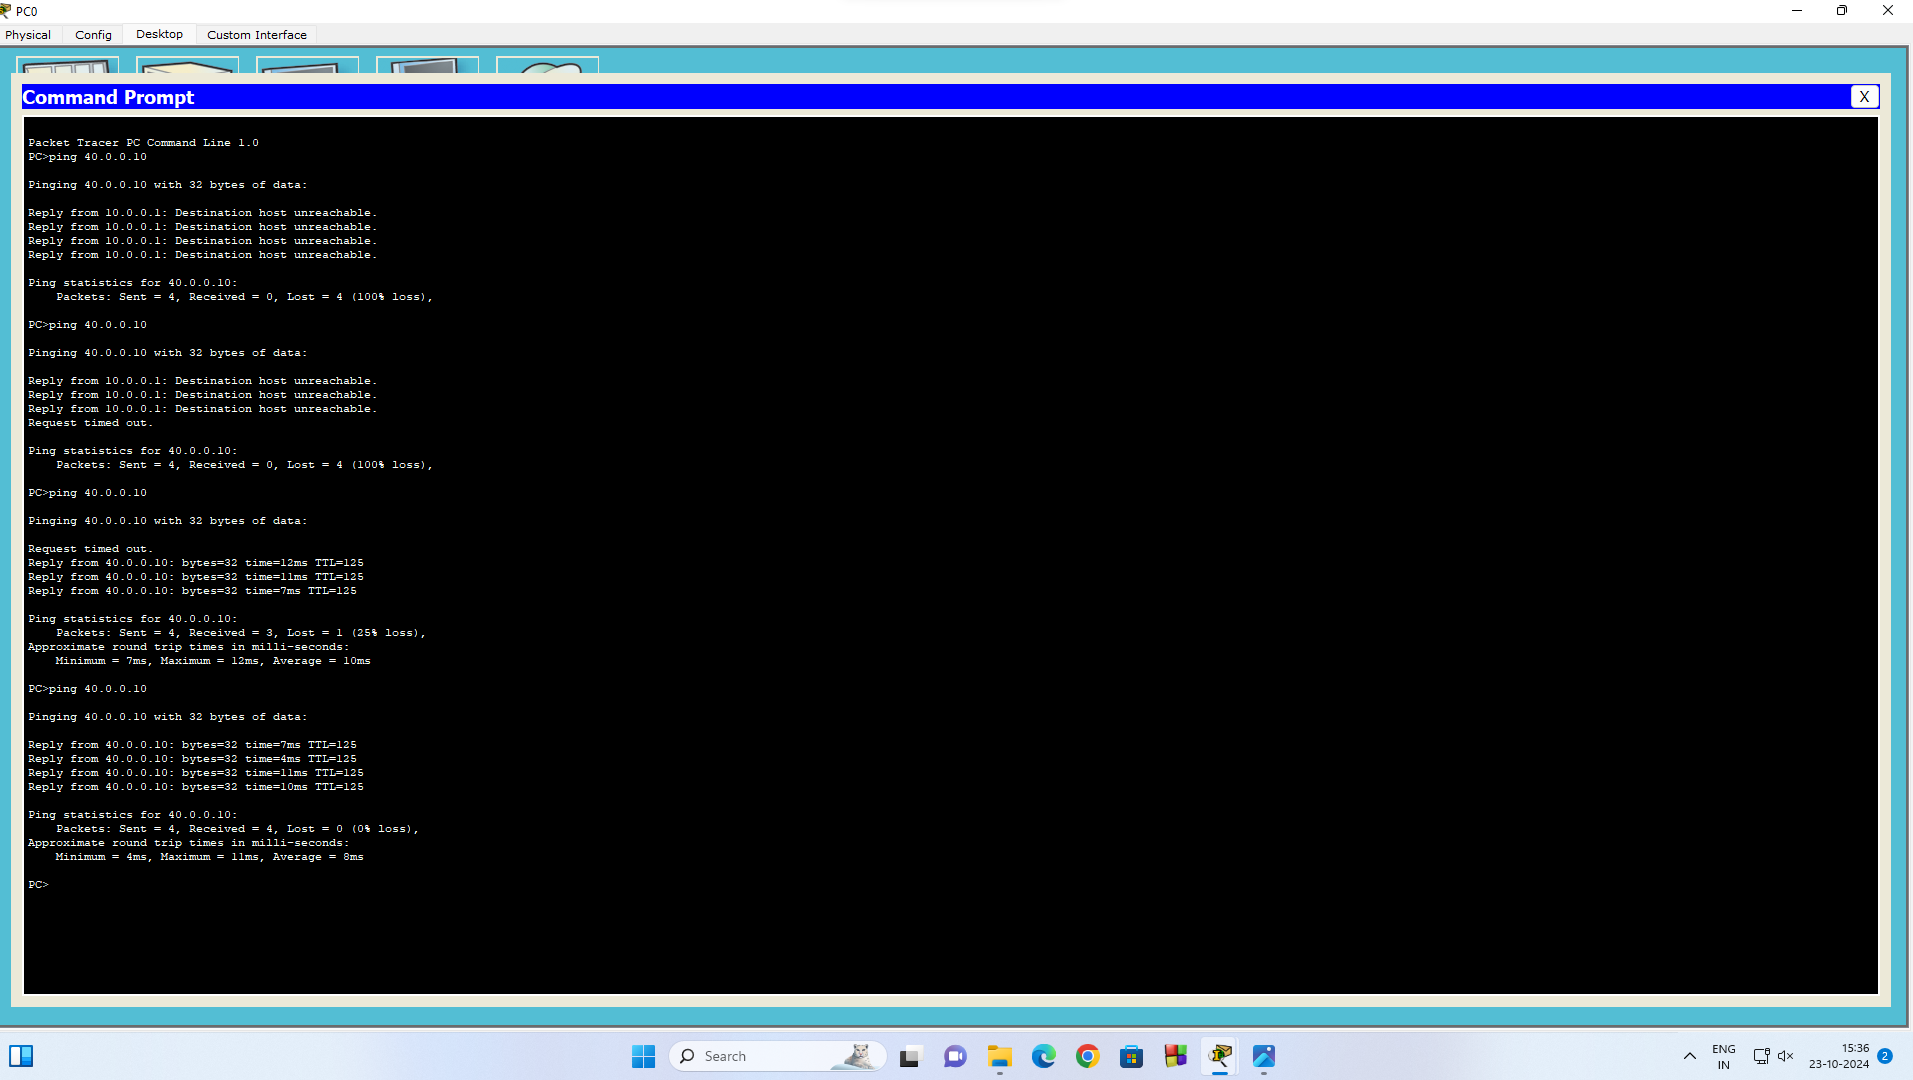 PC0
Physical Config Desktop Custom Interface
Command Prompt X
Packet Tracer PC Command Line 1.0
PC>ping 40.0.0.10
Pinging 40.0.0.10 with 32 bytes of data:
Reply from 10.0.0.1: Destination host unreachable.
Reply from 10.0.0.1: Destination host unreachable.
Reply from 10.0.0.1: Destination host unreachable.
Reply from 10.0.0.1: Destination host unreachable.
Ping statistics for 40.0.0.10:
    Packets: Sent = 4, Received = 0, Lost = 4 (100% loss),
PC>ping 40.0.0.10
Pinging 40.0.0.10 with 32 bytes of data:
Reply from 10.0.0.1: Destination host unreachable.
Reply from 10.0.0.1: Destination host unreachable.
Reply from 10.0.0.1: Destination host unreachable.
Request timed out.
Ping statistics for 40.0.0.10:
    Packets: Sent = 4, Received = 0, Lost = 4 (100% loss),
PC>ping 40.0.0.10
Pinging 40.0.0.10 with 32 bytes of data:
Request timed out.
Reply from 40.0.0.10: bytes=32 time=12ms TTL=125
Reply from 40.0.0.10: bytes=32 time=11ms TTL=125
Reply from 40.0.0.10: bytes=32 time=7ms TTL=125
Ping statistics for 40.0.0.10:
    Packets: Sent = 4, Received = 3, Lost = 1 (25% loss),
Approximate round trip times in milli-seconds:
    Minimum = 7ms, Maximum = 12ms, Average = 10ms
PC>ping 40.0.0.10
Pinging 40.0.0.10 with 32 bytes of data:
Reply from 40.0.0.10: bytes=32 time=7ms TTL=125
Reply from 40.0.0.10: bytes=32 time=4ms TTL=125
Reply from 40.0.0.10: bytes=32 time=11ms TTL=125
Reply from 40.0.0.10: bytes=32 time=10ms TTL=125
Ping statistics for 40.0.0.10:
    Packets: Sent = 4, Received = 4, Lost = 0 (0% loss),
Approximate round trip times in milli-seconds:
    Minimum = 4ms, Maximum = 11ms, Average = 8ms
PC>
Search
ENG
IN
15:36
23-10-2024
2